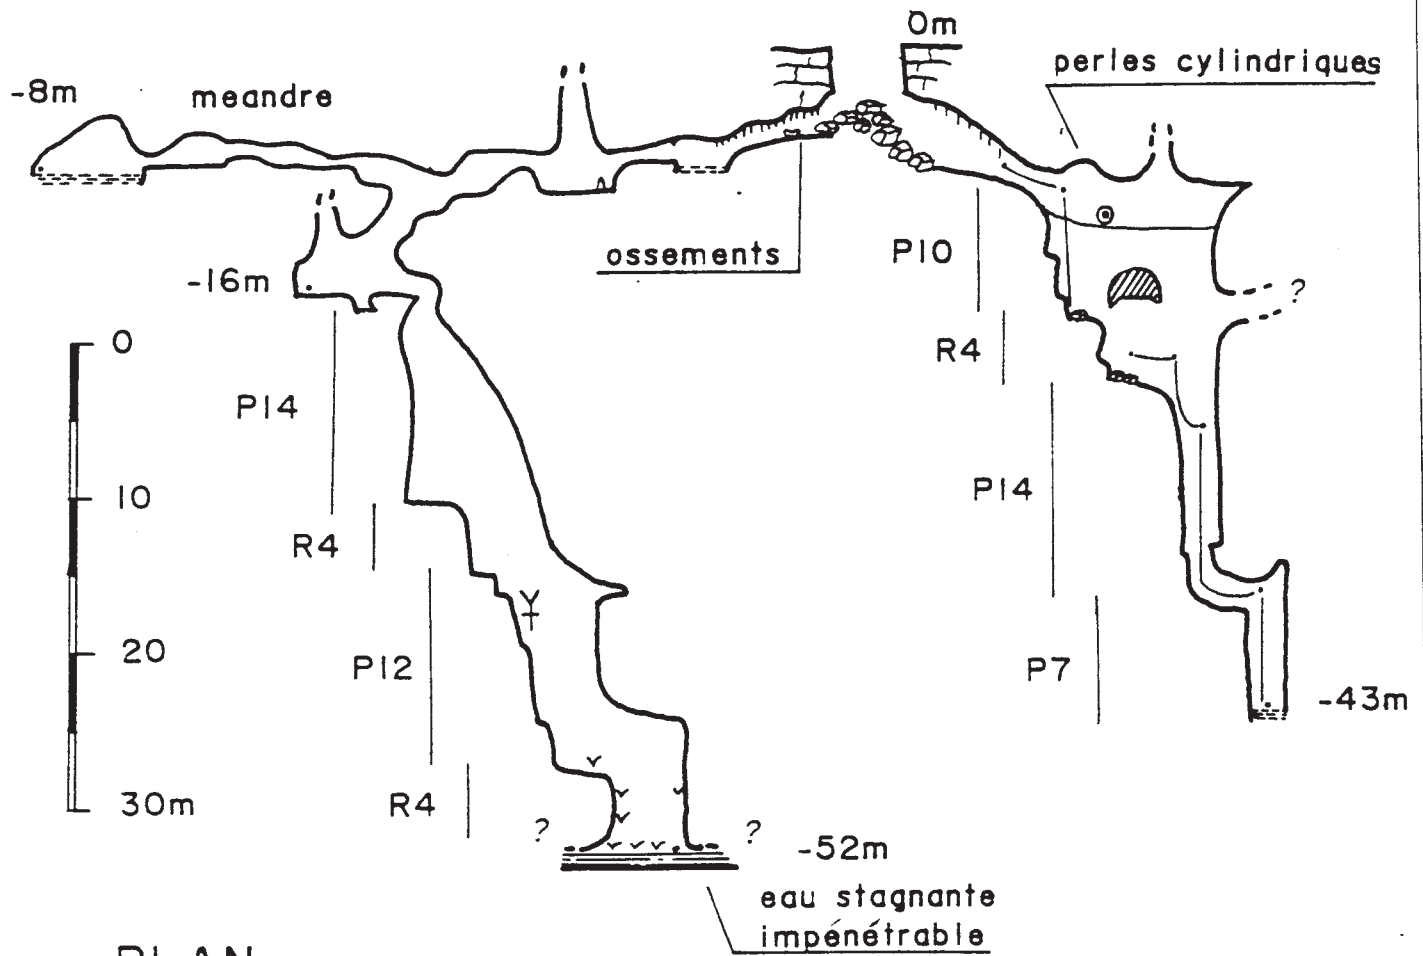 0m
perles cylindriques
-8m
meandre
ossements
P10
-16m
?
0
R4
P14
10
P14
R4
20
P12
P7
-43m
30m
R4
?
?
-52m
eau stagnante
impénétrable
PLAN